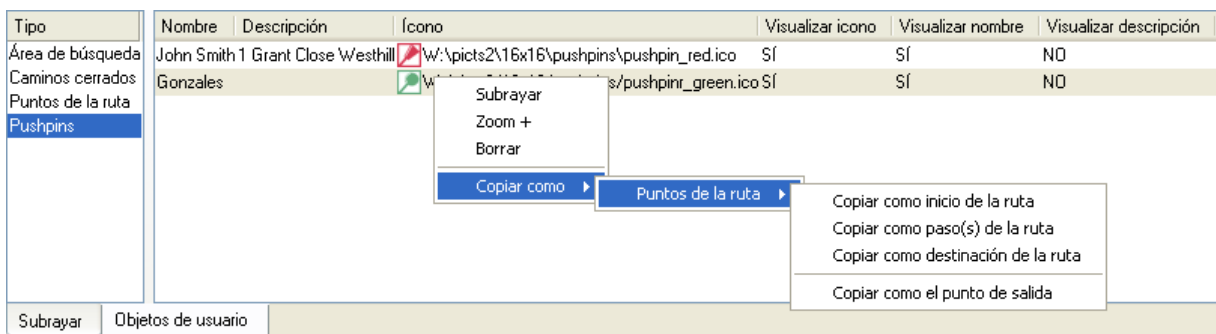 Tipo
Área de búsqueda
Caminos cerrados
Puntos de la ruta
Pushpins
Nombre Descripción Ícono Visualizar icono Visualizar nombre Visualizar descripción
John Smith 1 Grant Close Westhill W:\picts2\16x16\pushpins\pushpin_red.ico SÍ SÍ NO
Gonzales s/pushpinr_green.ico SÍ SÍ NO
Subrayar
Zoom +
Borrar
Copiar como
Puntos de la ruta
Copiar como inicio de la ruta
Copiar como paso(s) de la ruta
Copiar como destinación de la ruta
Copiar como el punto de salida
Subrayar Objetos de usuario